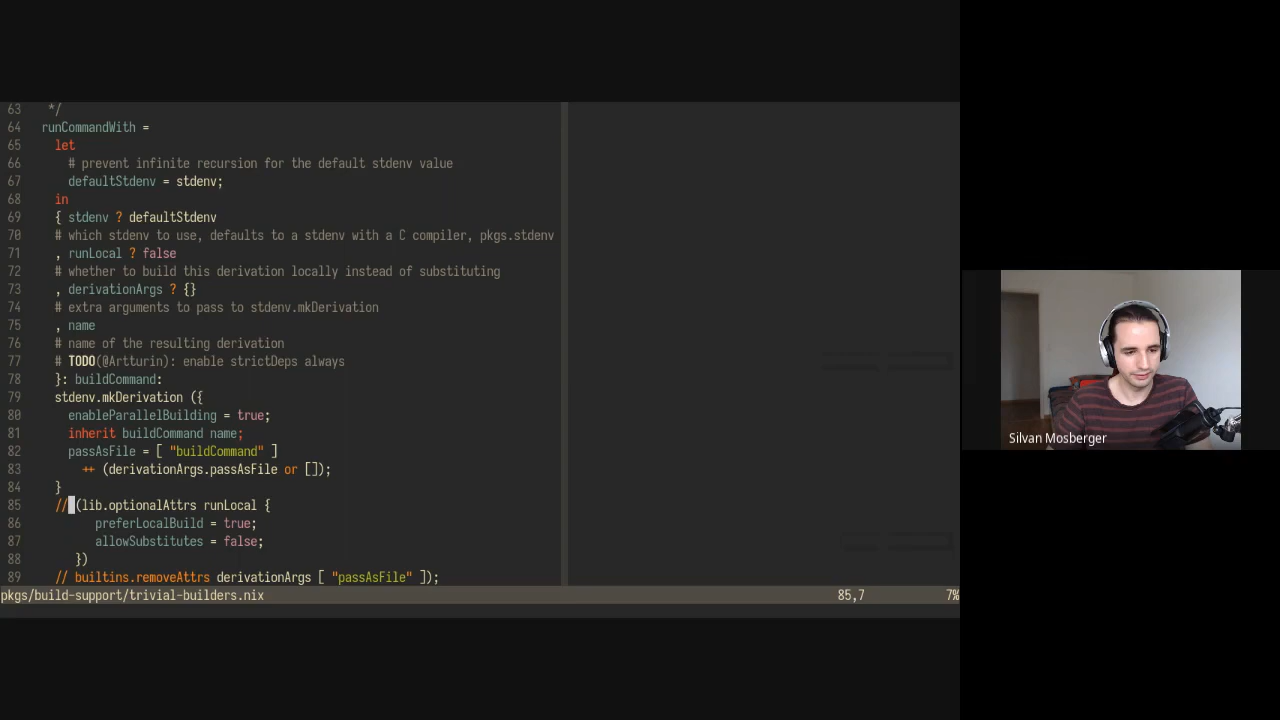 63 */
64 runCommandWith =
65 let
66 # prevent infinite recursion for the default stdenv value
67 defaultStdenv = stdenv;
68 in
69 { stdenv ? defaultStdenv
70 # which stdenv to use, defaults to a stdenv with a C compiler, pkgs.stdenv
71 , runLocal ? false
72 # whether to build this derivation locally instead of substituting
73 , derivationArgs ? {}
74 # extra arguments to pass to stdenv.mkDerivation
75 , name
76 # name of the resulting derivation
77 # TODO(@Artturin): enable strictDeps always
78 }: buildCommand:
79 stdenv.mkDerivation ({
80 enableParallelBuilding = true;
81 inherit buildCommand name;
82 passAsFile = [ "buildCommand" ]
83 ++ (derivationArgs.passAsFile or []);
84 }
85 // (lib.optionalAttrs runLocal {
86 preferLocalBuild = true;
87 allowSubstitutes = false;
88 })
89 // builtins.removeAttrs derivationArgs [ "passAsFile" ]);
pkgs/build-support/trivial-builders.nix 85,7 7%
Silvan Mosberger